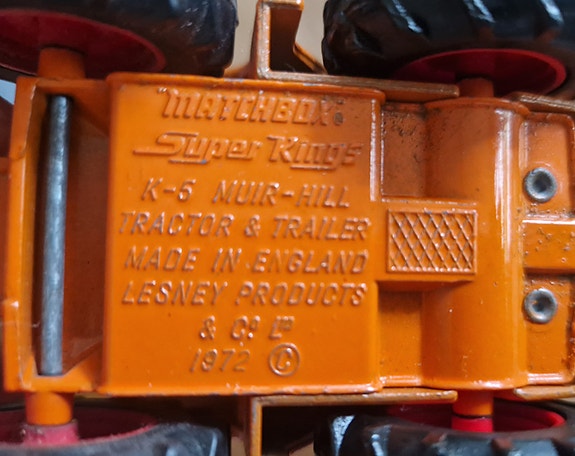 "MATCHBOX"
Super Kings
K-6 MUIR-HILL
TRACTOR & TRAILER
MADE IN ENGLAND
LESNEY PRODUCTS
& Co LTD
1972 ©